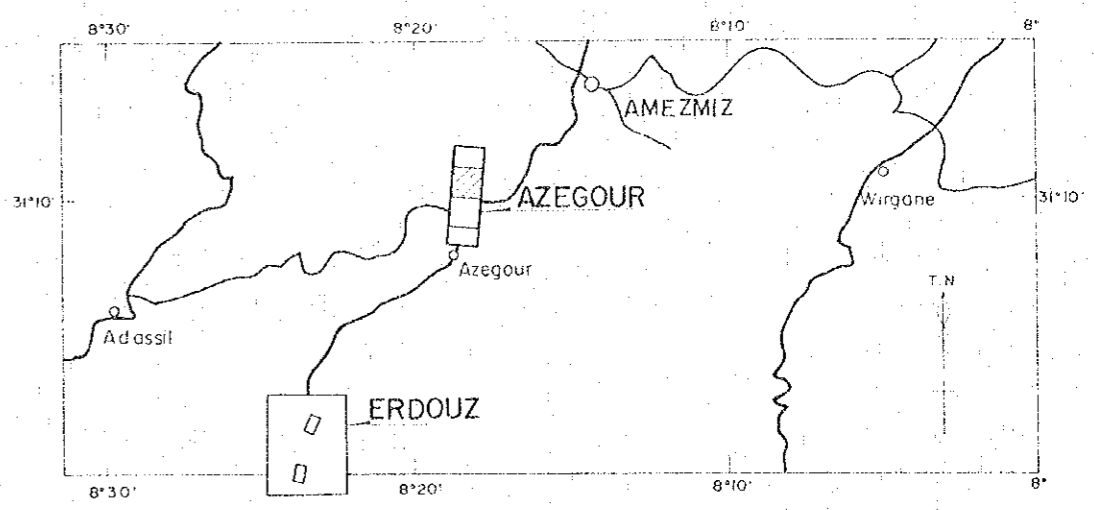 8°30' 8°20' 8°10' 8°
AMEZMIZ
31°10' AZEGOUR Wirgane 31°10'
Azegour
T.N
Adassil
ERDOUZ
8°30' 8°20' 8°10' 8°